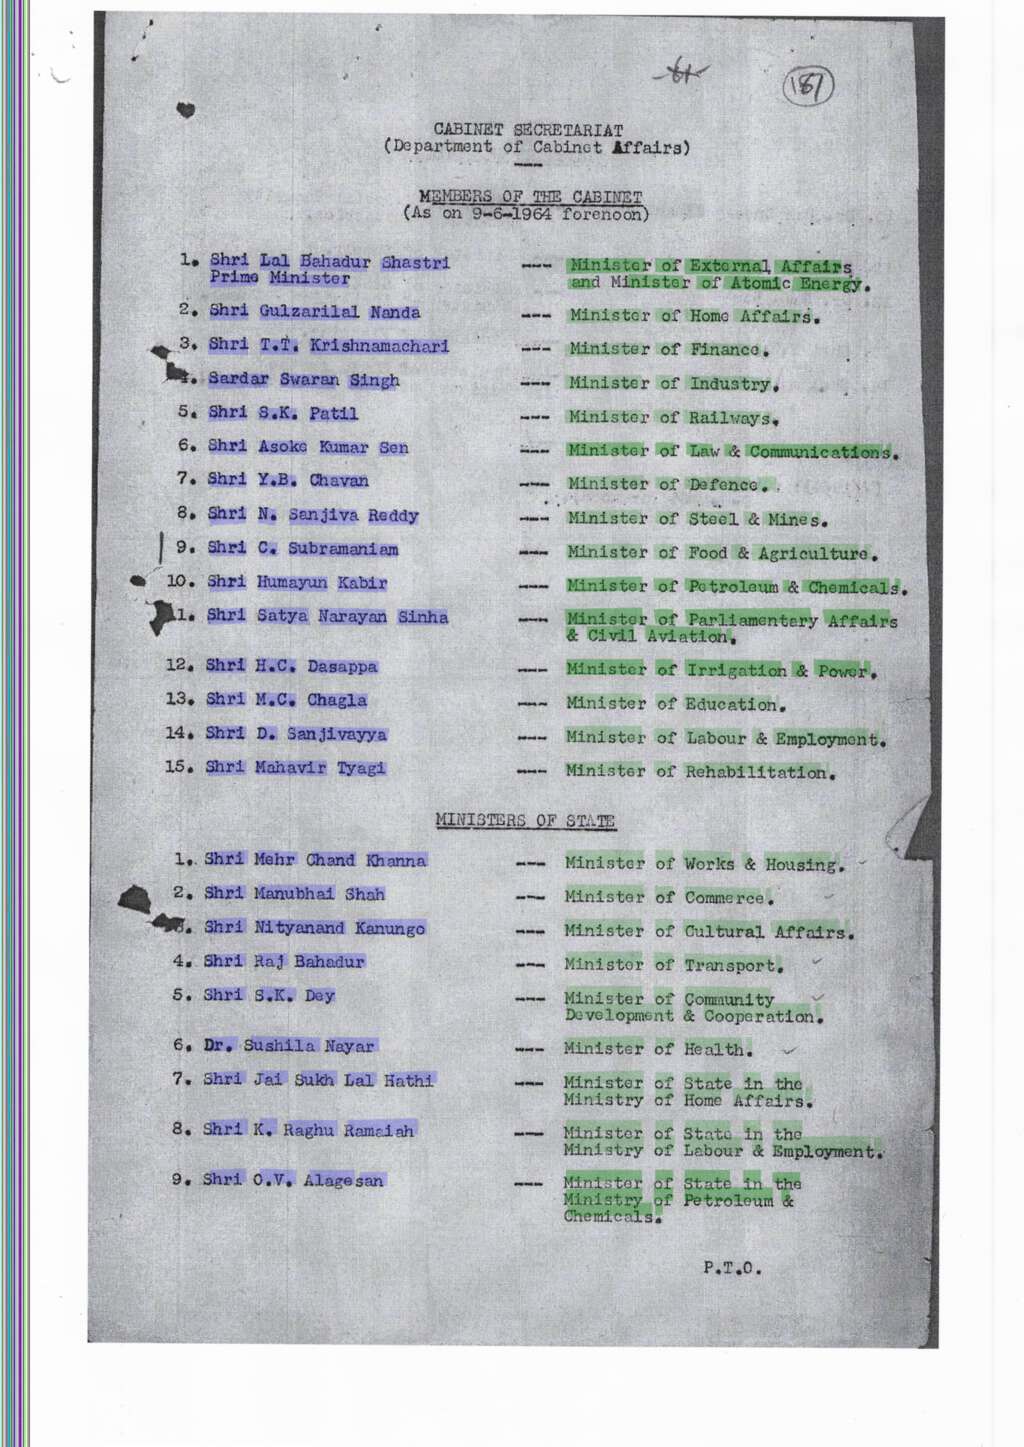 61
187
CABINET SECRETARIAT
(Department of Cabinet Affairs)
MEMBERS OF THE CABINET
(As on 9-6-1964 forenoon)
1. Shri Lal Bahadur Shastri --- Minister of External Affairs
Prime Minister and Minister of Atomic Energy.
2. Shri Gulzarilal Nanda --- Minister of Home Affairs.
3. Shri T.T. Krishnamachari --- Minister of Finance.
4. Sardar Swaran Singh --- Minister of Industry.
5. Shri S.K. Patil --- Minister of Railways.
6. Shri Asoke Kumar Sen --- Minister of Law & Communications.
7. Shri Y.B. Chavan --- Minister of Defence.
8. Shri N. Sanjiva Reddy --- Minister of Steel & Mines.
9. Shri C. Subramaniam --- Minister of Food & Agriculture.
10. Shri Humayun Kabir --- Minister of Petroleum & Chemicals.
11. Shri Satya Narayan Sinha --- Minister of Parliamentary Affairs
& Civil Aviation.
12. Shri H.C. Dasappa --- Minister of Irrigation & Power.
13. Shri M.C. Chagla --- Minister of Education.
14. Shri D. Sanjivayya --- Minister of Labour & Employment.
15. Shri Mahavir Tyagi --- Minister of Rehabilitation.
MINISTERS OF STATE
1. Shri Mehr Chand Khanna --- Minister of Works & Housing.
2. Shri Manubhai Shah --- Minister of Commerce.
3. Shri Nityanand Kanungo --- Minister of Cultural Affairs.
4. Shri Raj Bahadur --- Minister of Transport.
5. Shri S.K. Dey --- Minister of Community
Development & Cooperation.
6. Dr. Sushila Nayar --- Minister of Health.
7. Shri Jai Sukh Lal Hathi --- Minister of State in the
Ministry of Home Affairs.
8. Shri K. Raghu Ramaiah --- Minister of State in the
Ministry of Labour & Employment.
9. Shri O.V. Alagesan --- Minister of State in the
Ministry of Petroleum &
Chemicals.
P.T.O.